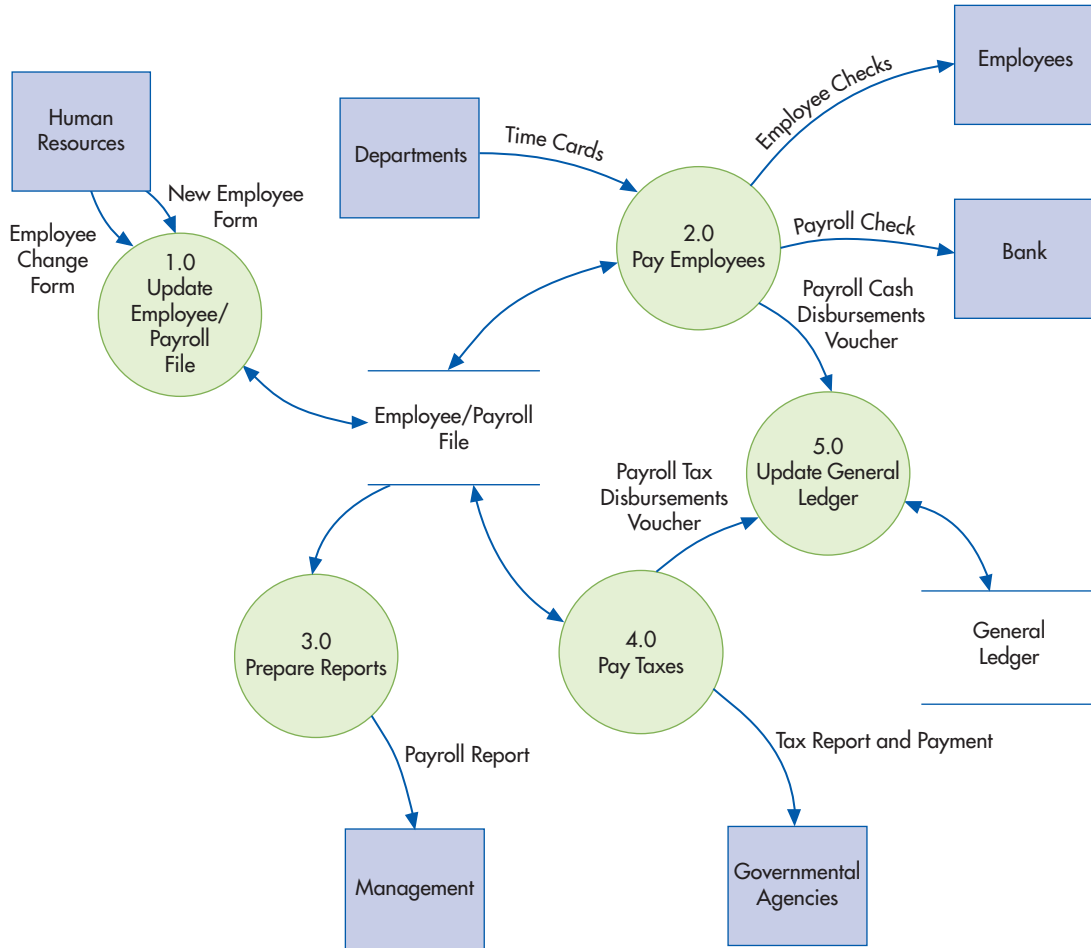 Employees
Human
Resources
Employee Checks
Departments
Time Cards
New Employee
Form
Employee
Change
Form
2.0
Pay Employees
Payroll Check
Bank
1.0
Update
Employee/
Payroll
File
Payroll Cash
Disbursements
Voucher
Employee/Payroll
File
5.0
Update General
Ledger
Payroll Tax
Disbursements
Voucher
3.0
Prepare Reports
4.0
Pay Taxes
General
Ledger
Payroll Report
Tax Report and Payment
Management
Governmental
Agencies